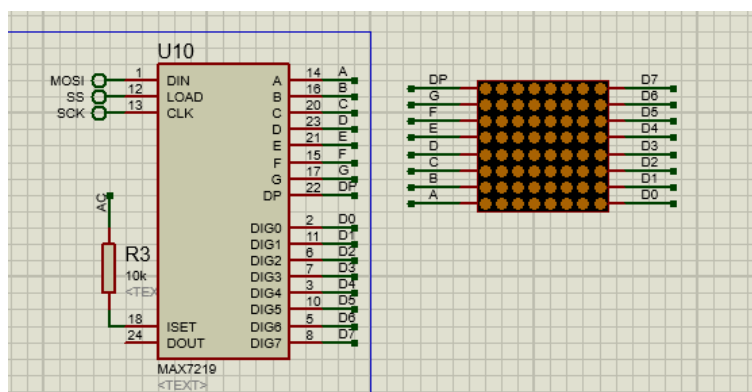 U10
MOSI 1 DIN A 14 A
SS 12 LOAD B 16 B
SCK 13 CLK C 20 C
D 23 D
E 21 E
F 15 F
G 17 G
DP 22 DP
DIG0 2 D0
DIG1 11 D1
DIG2 6 D2
DIG3 7 D3
DIG4 3 D4
DIG5 10 D5
18 ISET DIG6 5 D6
24 DOUT DIG7 8 D7
MAX7219
<TEXT>
AC
R3
10k
<TEX
DP D7
G D6
F D5
E D4
D D3
C D2
B D1
A D0